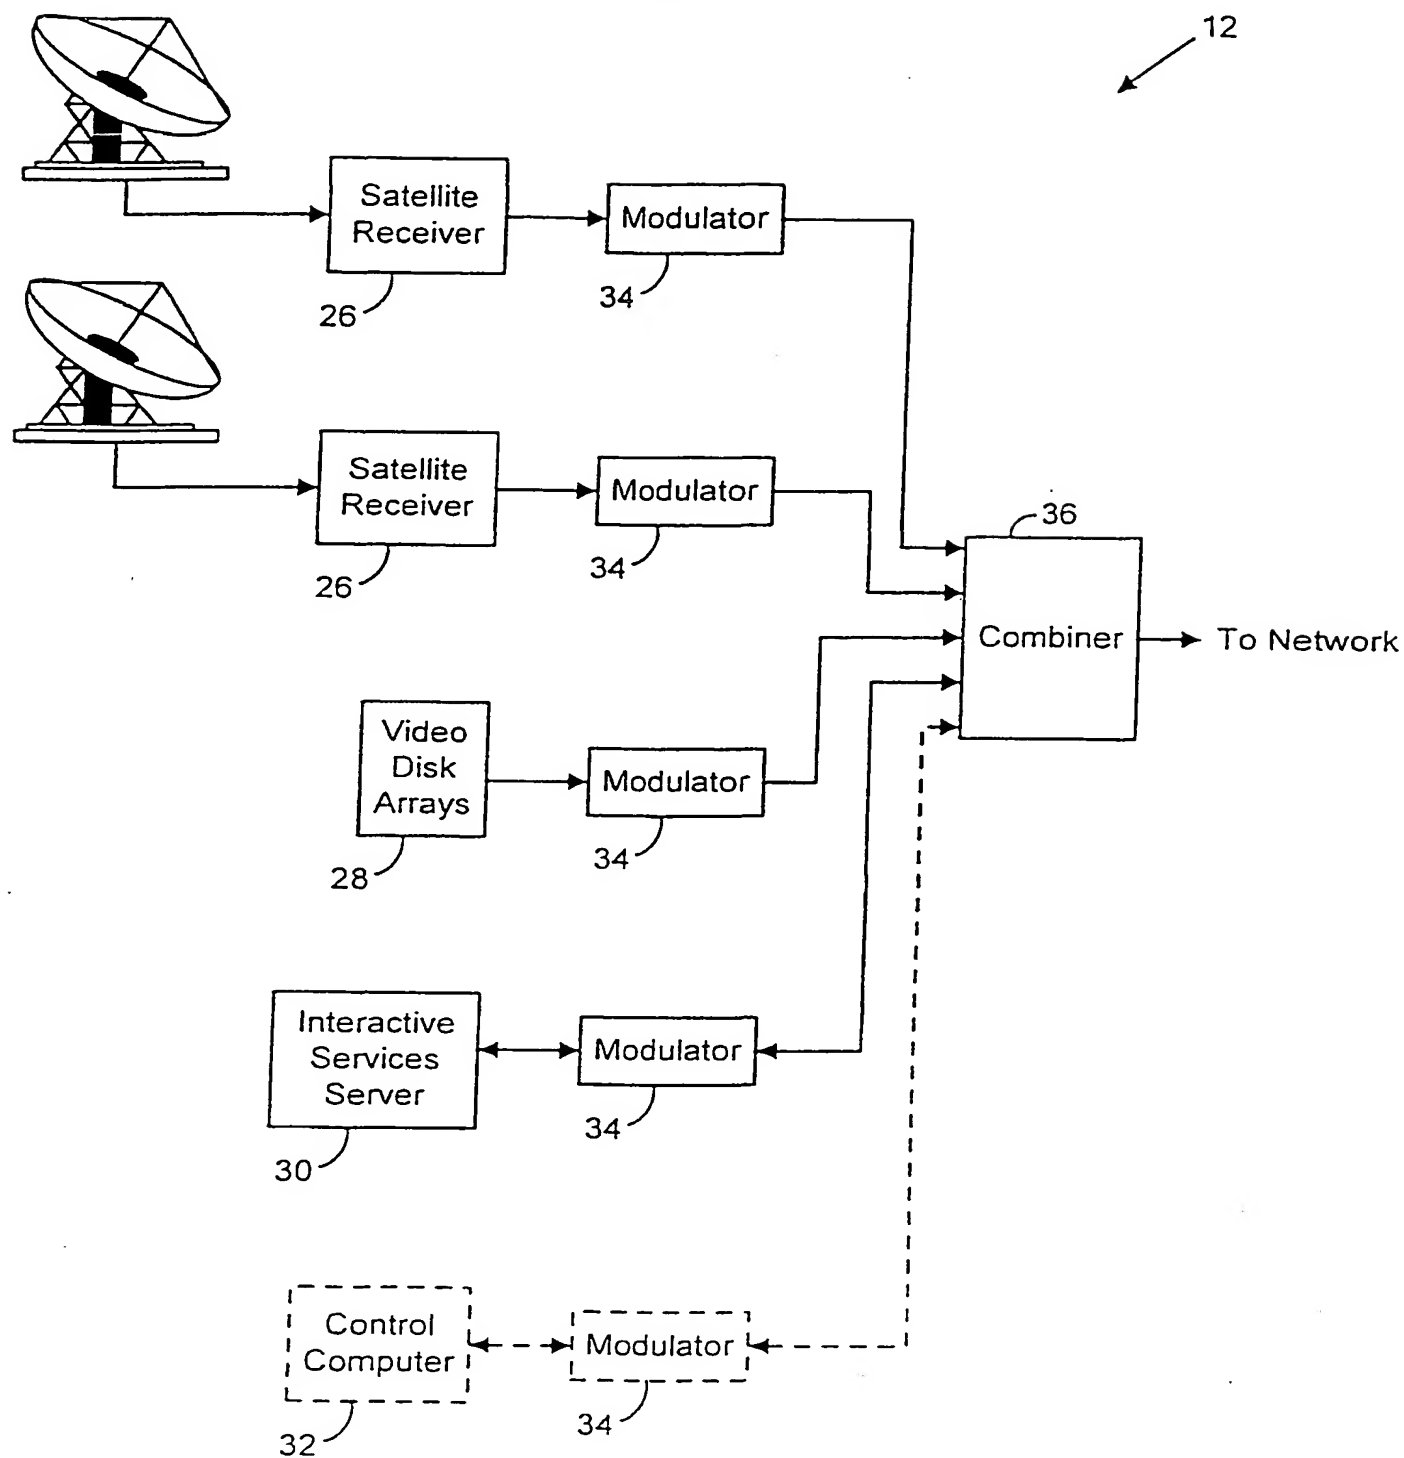 12
Satellite
Receiver
26
Modulator
34
Satellite
Receiver
26
Modulator
34
36
Combiner
To Network
Video
Disk
Arrays
28
Modulator
34
Interactive
Services
Server
30
Modulator
34
Control
Computer
32
Modulator
34